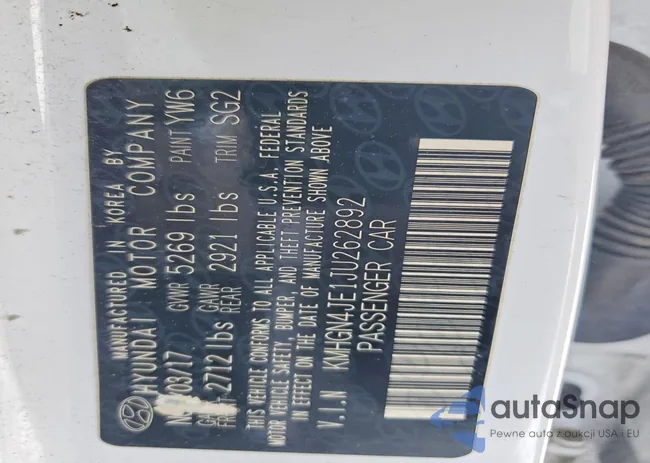 MANUFACTURED IN KOREA BY
HYUNDAI MOTOR COMPANY
03/17 GVWR 5269 lbs PAINT YW6
2712 lbs GAWR REAR 2921 lbs TRIM SG2
THIS VEHICLE CONFORMS TO ALL APPLICABLE U.S.A. FEDERAL
MOTOR VEHICLE SAFETY, BUMPER, AND THEFT PREVENTION STANDARDS
IN EFFECT ON THE DATE OF MANUFACTURE SHOWN ABOVE
V.I.N KMHGN4JE1JU262892
PASSENGER CAR
autoSnap
Pewne auto z aukcji USA i EU